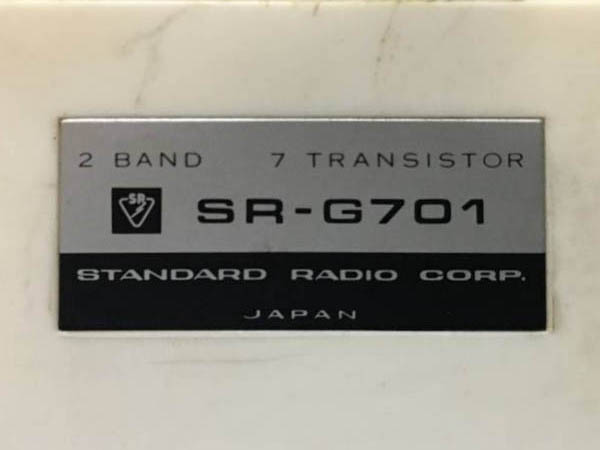 2 BAND 7 TRANSISTOR
SR SR-G701
STANDARD RADIO CORP.
JAPAN